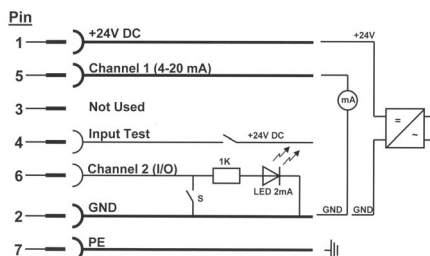 Pin
1 +24V DC +24V
5 Channel 1 (4-20 mA)
mA
3 Not Used
=
~
4 Input Test +24V DC
6 Channel 2 (I/O) 1K
S LED 2mA
2 GND GND GND
7 PE